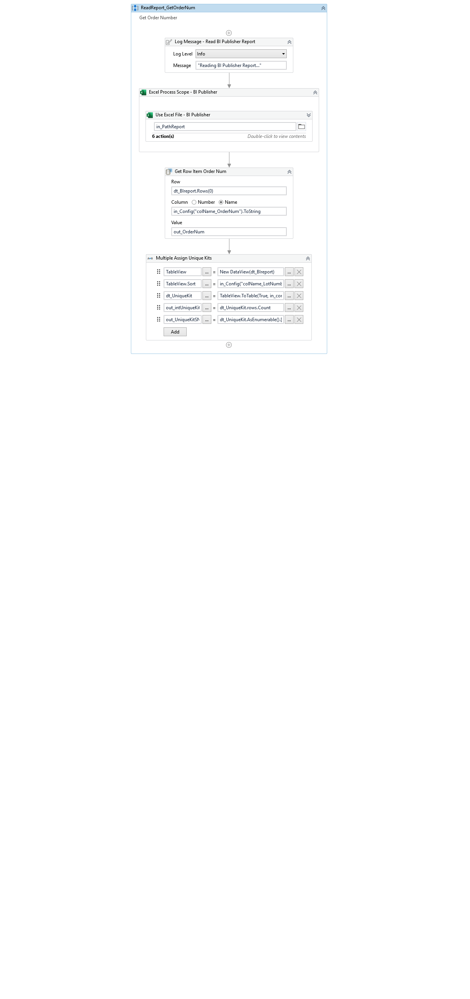 ReadReport_GetOrderNum
Get Order Number
Log Message - Read BI Publisher Report
Log Level Info
Message "Reading BI Publisher Report..."
Excel Process Scope - BI Publisher
Use Excel File - BI Publisher
in_PathReport
6 action(s) Double-click to view contents
Get Row Item Order Num
Row
dt_BIreport.Rows(0)
Column Number Name
in_Config("colName_OrderNum").ToString
Value
out_OrderNum
A+B Multiple Assign Unique Kits
TableView ... = New DataView(dt_BIreport) ...
TableView.Sort ... = in_Config("colName_LotNumb ...
dt_UniqueKit ... = TableView.ToTable(True, in_con ...
out_intUniqueKit ... = dt_UniqueKit.rows.Count ...
out_UniqueKitSN ... = dt_UniqueKit.AsEnumerable().[ ...
Add